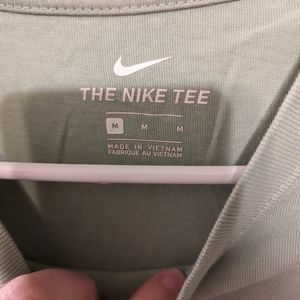 THE NIKE TEE
M M M
MADE IN VIETNAM
FABRIQUÉ AU VIETNAM